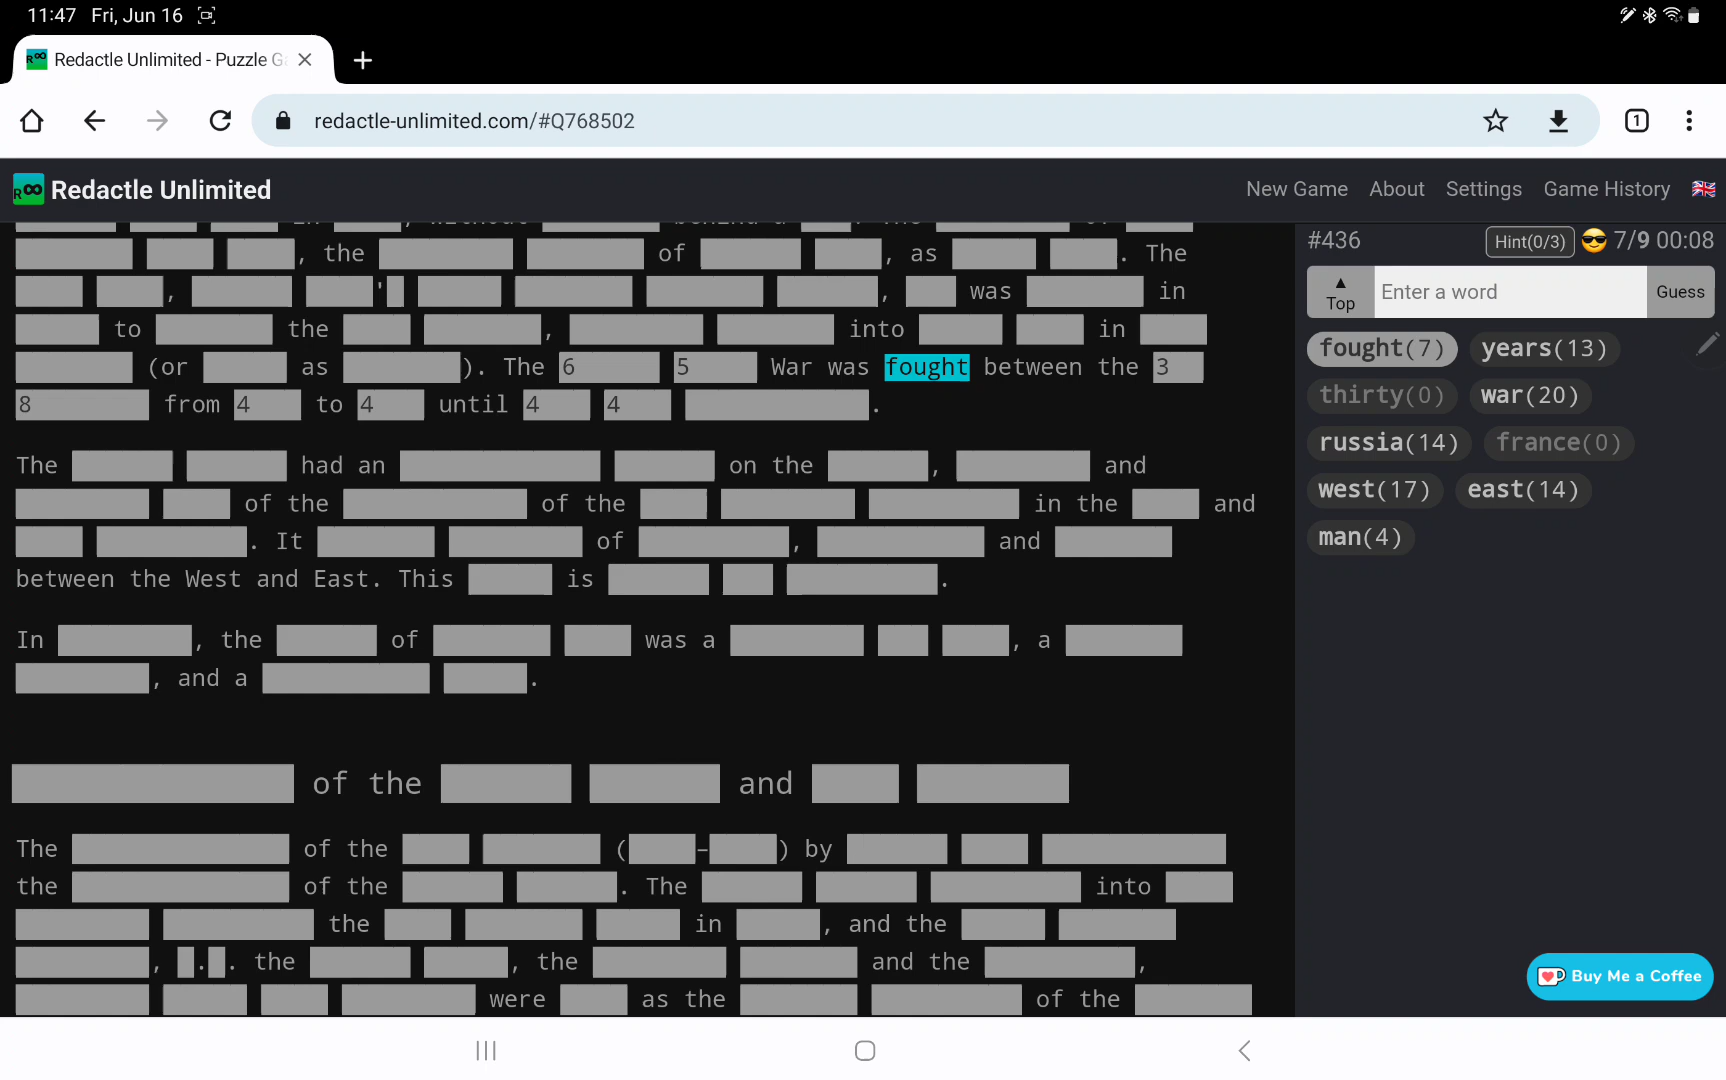 11:47 Fri, Jun 16
Redactle Unlimited - Puzzle G
redactle-unlimited.com/#Q768502
R∞ Redactle Unlimited
New Game About Settings Game History
in , without behind a . The of
, the of , as . The
, ' , was in
to the , into in
(or as ). The 6 5 War was fought between the 3
8 from 4 to 4 until 4 4 .
The had an on the , and
of the of the in the and
. It of , and
between the West and East. This is .
In , the of was a , a
, and a .
of the and
The of the ( – ) by
the of the . The into
the in , and the
, . . the , the and the ,
were as the of the
#436 Hint(0/3) 7/9 00:08
▲ Top Enter a word Guess
fought(7) years(13)
thirty(0) war(20)
russia(14) france(0)
west(17) east(14)
man(4)
Buy Me a Coffee